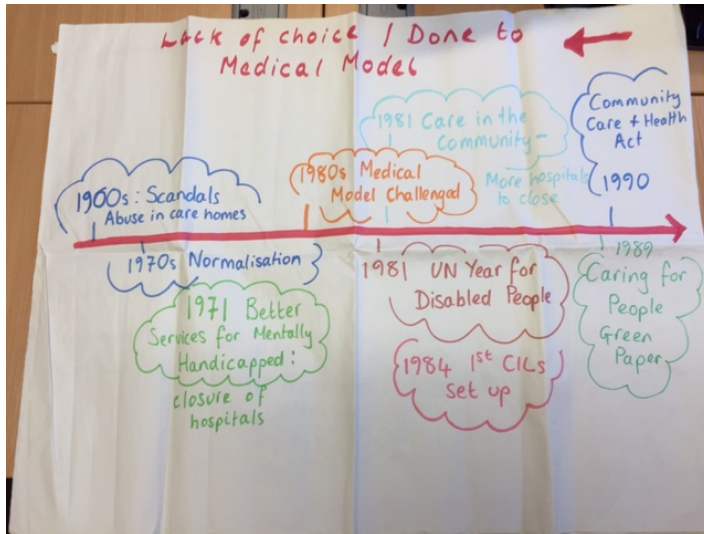 Lack of choice / Done to
Medical Model
1981 Care in the
Community -
More hospitals
to close
Community
Care + Health
Act
1990
1980s Medical
Model Challenged
1960s: Scandals
Abuse in care homes
1970s Normalisation
1971 Better
Services for Mentally
Handicapped:
closure of
hospitals
1981 UN Year for
Disabled People
1984 1st CILs
set up
1989
Caring for
People
Green
Paper